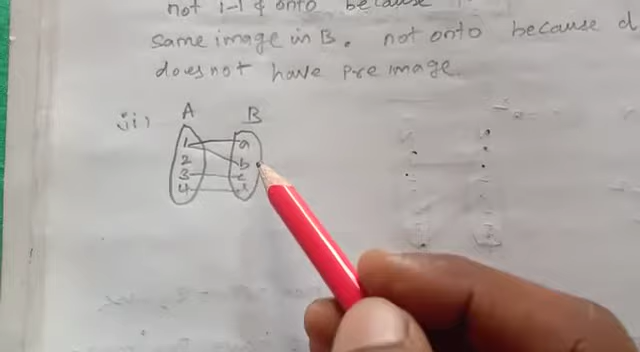 not 1-1 & onto because
same image in B. not onto because d
does not have pre image.
ii)
A B
1 a
2 b
3 c
4 d